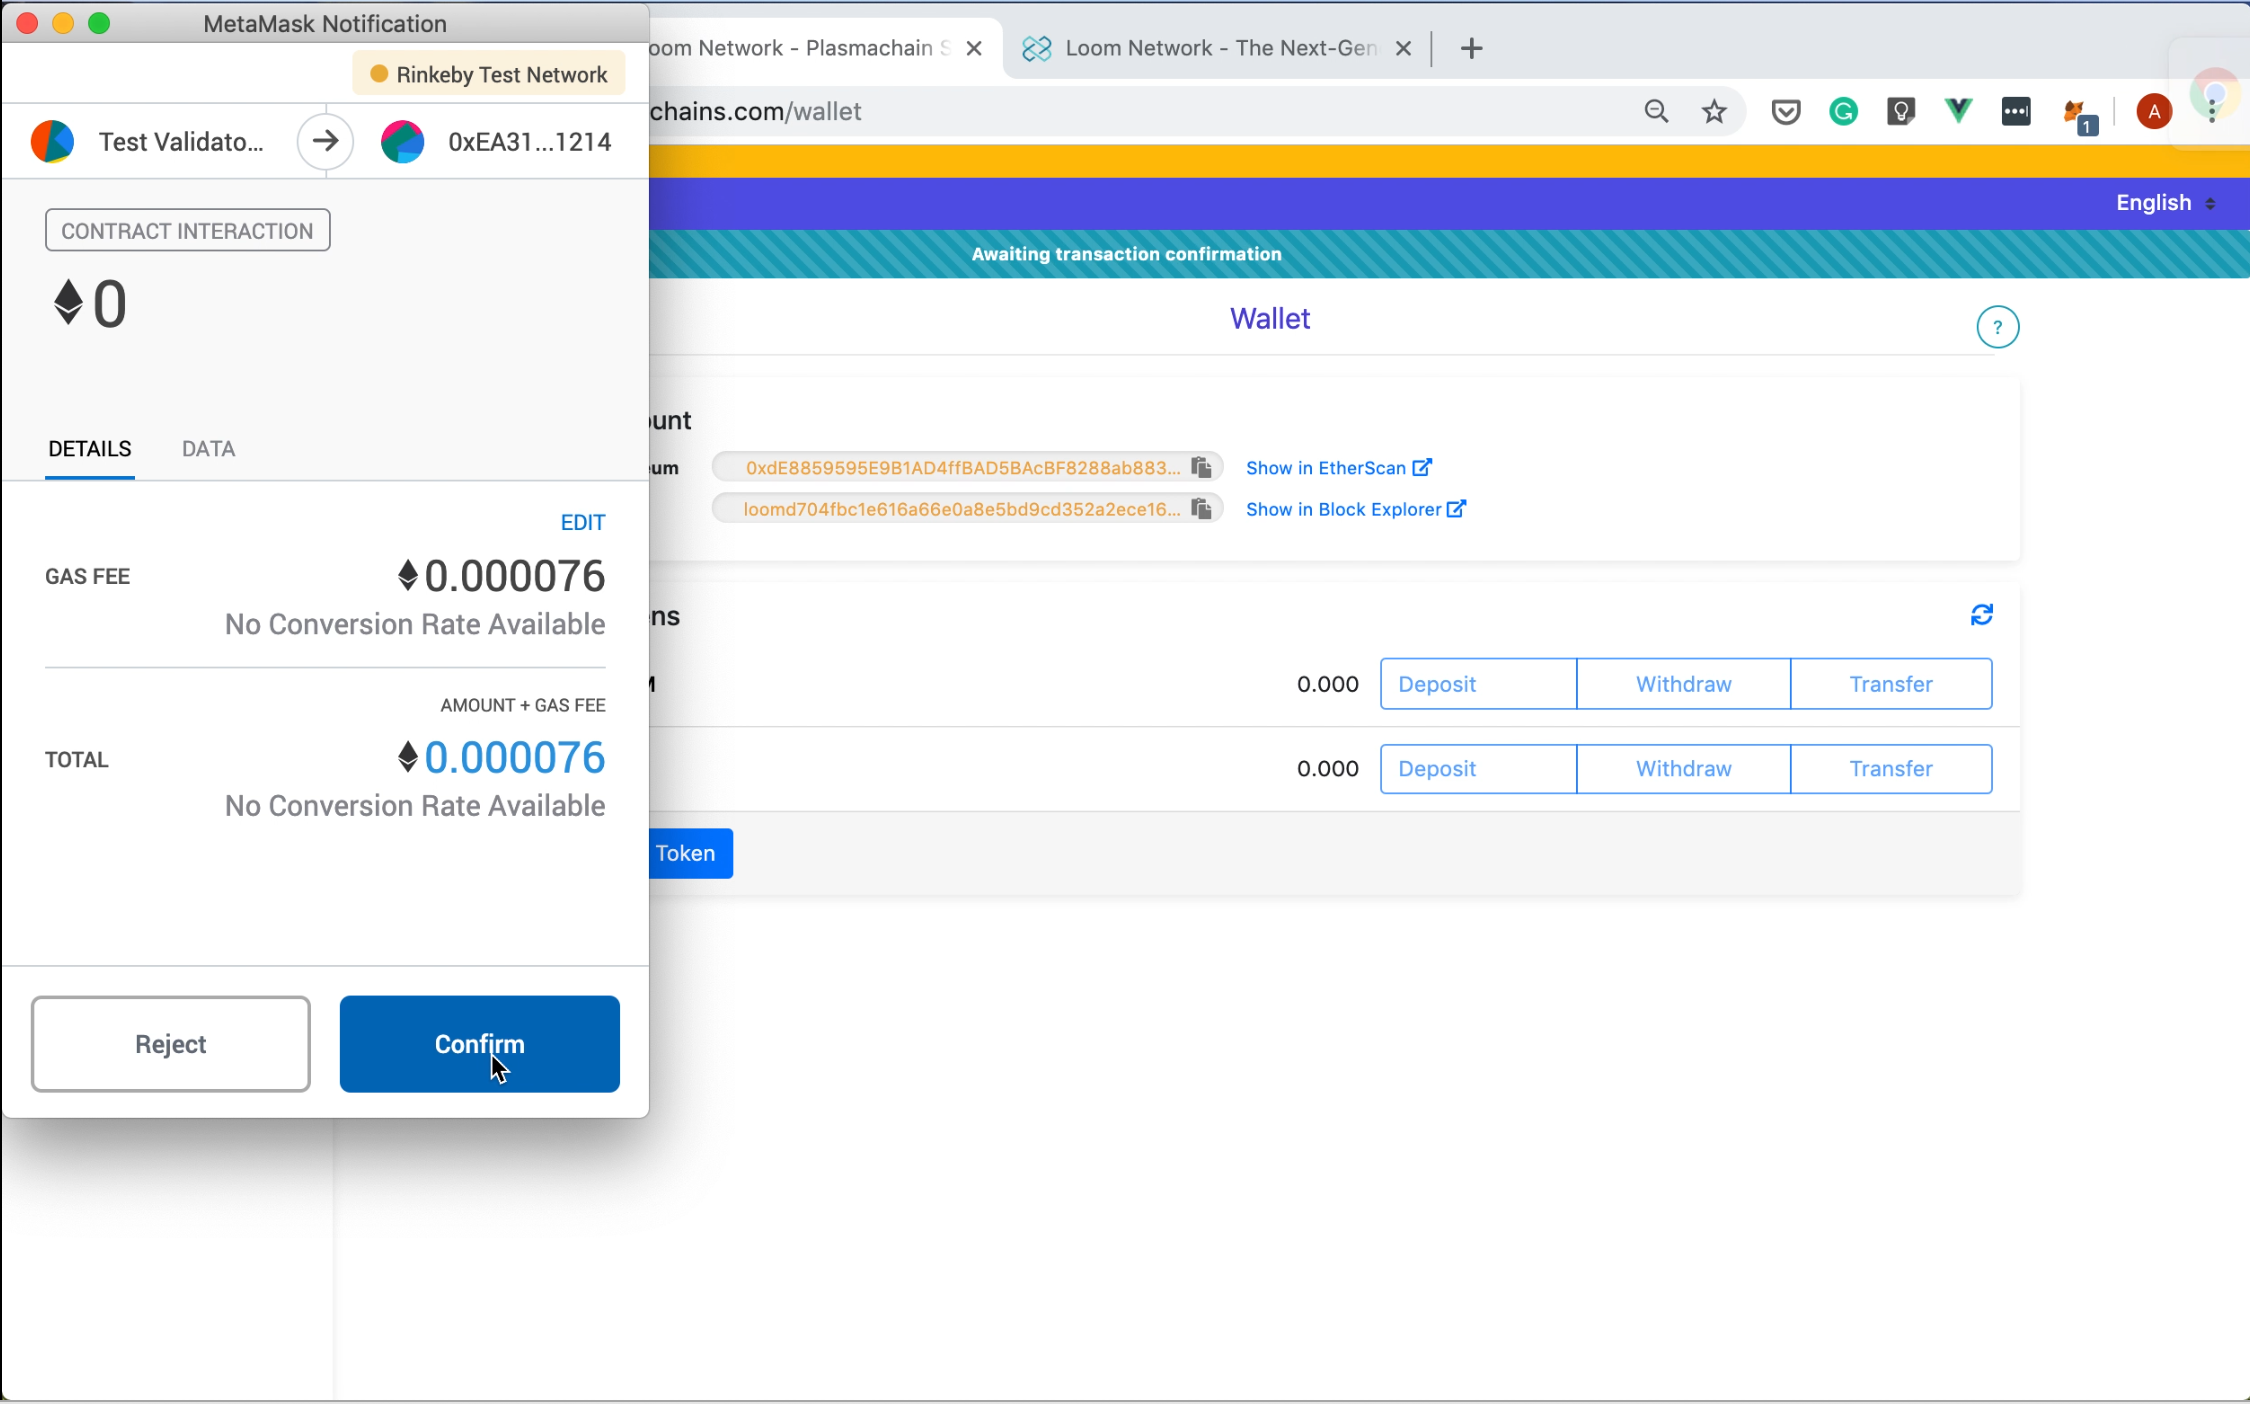 MetaMask Notification
Rinkeby Test Network
Test Validato...
0xEA31...1214
CONTRACT INTERACTION
0
DETAILS
DATA
EDIT
GAS FEE
0.000076
No Conversion Rate Available
AMOUNT + GAS FEE
TOTAL
0.000076
No Conversion Rate Available
Reject
Confirm
oom Network - Plasmachain S
Loom Network - The Next-Gen
chains.com/wallet
1
A
English
Awaiting transaction confirmation
Wallet
?
ount
eum
0xdE8859595E9B1AD4ffBAD5BAcBF8288ab883...
Show in EtherScan
loomd704fbc1e616a66e0a8e5bd9cd352a2ece16...
Show in Block Explorer
ens
M
0.000
Deposit
Withdraw
Transfer
0.000
Deposit
Withdraw
Transfer
Token